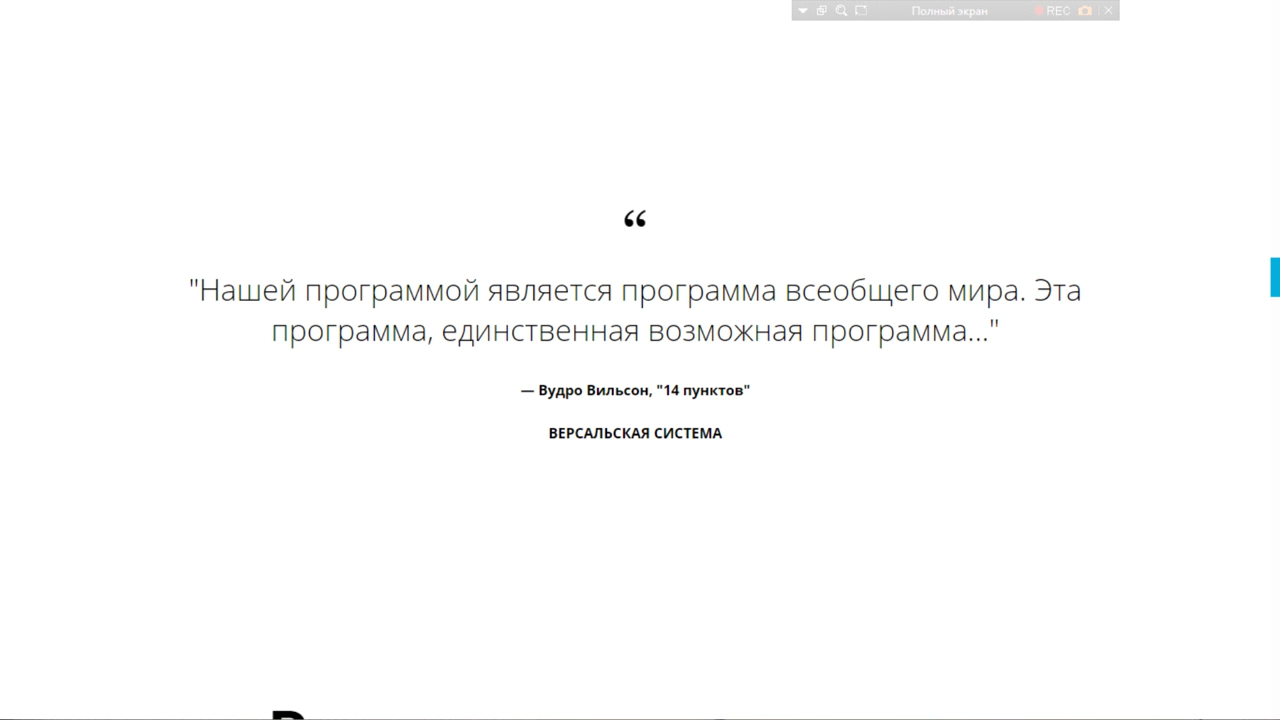 Полный экран REC
“
"Нашей программой является программа всеобщего мира. Эта
программа, единственная возможная программа..."
— Вудро Вильсон, "14 пунктов"
ВЕРСАЛЬСКАЯ СИСТЕМА